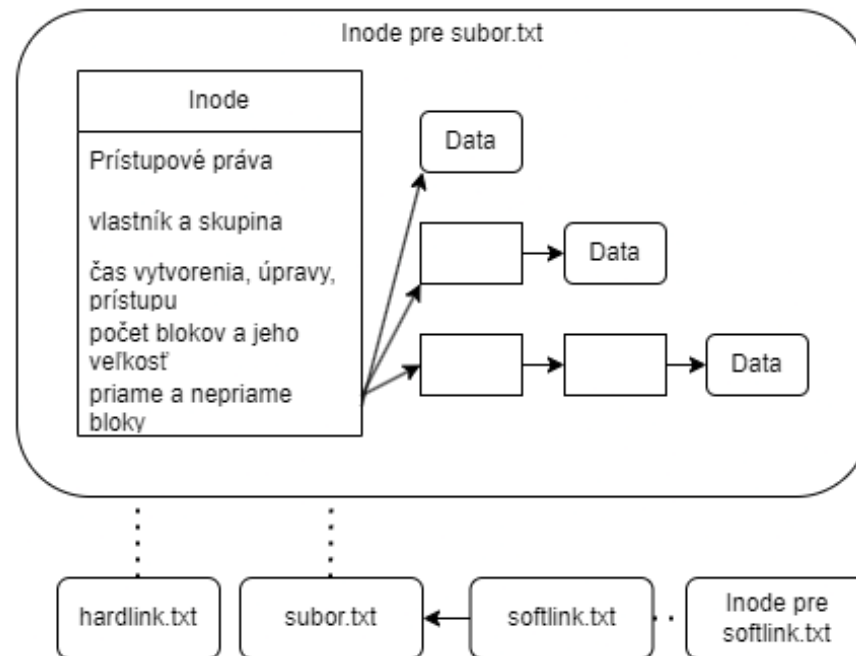 Inode pre subor.txt
Inode
Prístupové práva
vlastník a skupina
čas vytvorenia, úpravy,
prístupu
počet blokov a jeho
veľkosť
priame a nepriame
bloky
Data
Data
Data
hardlink.txt
subor.txt
softlink.txt
Inode pre
softlink.txt